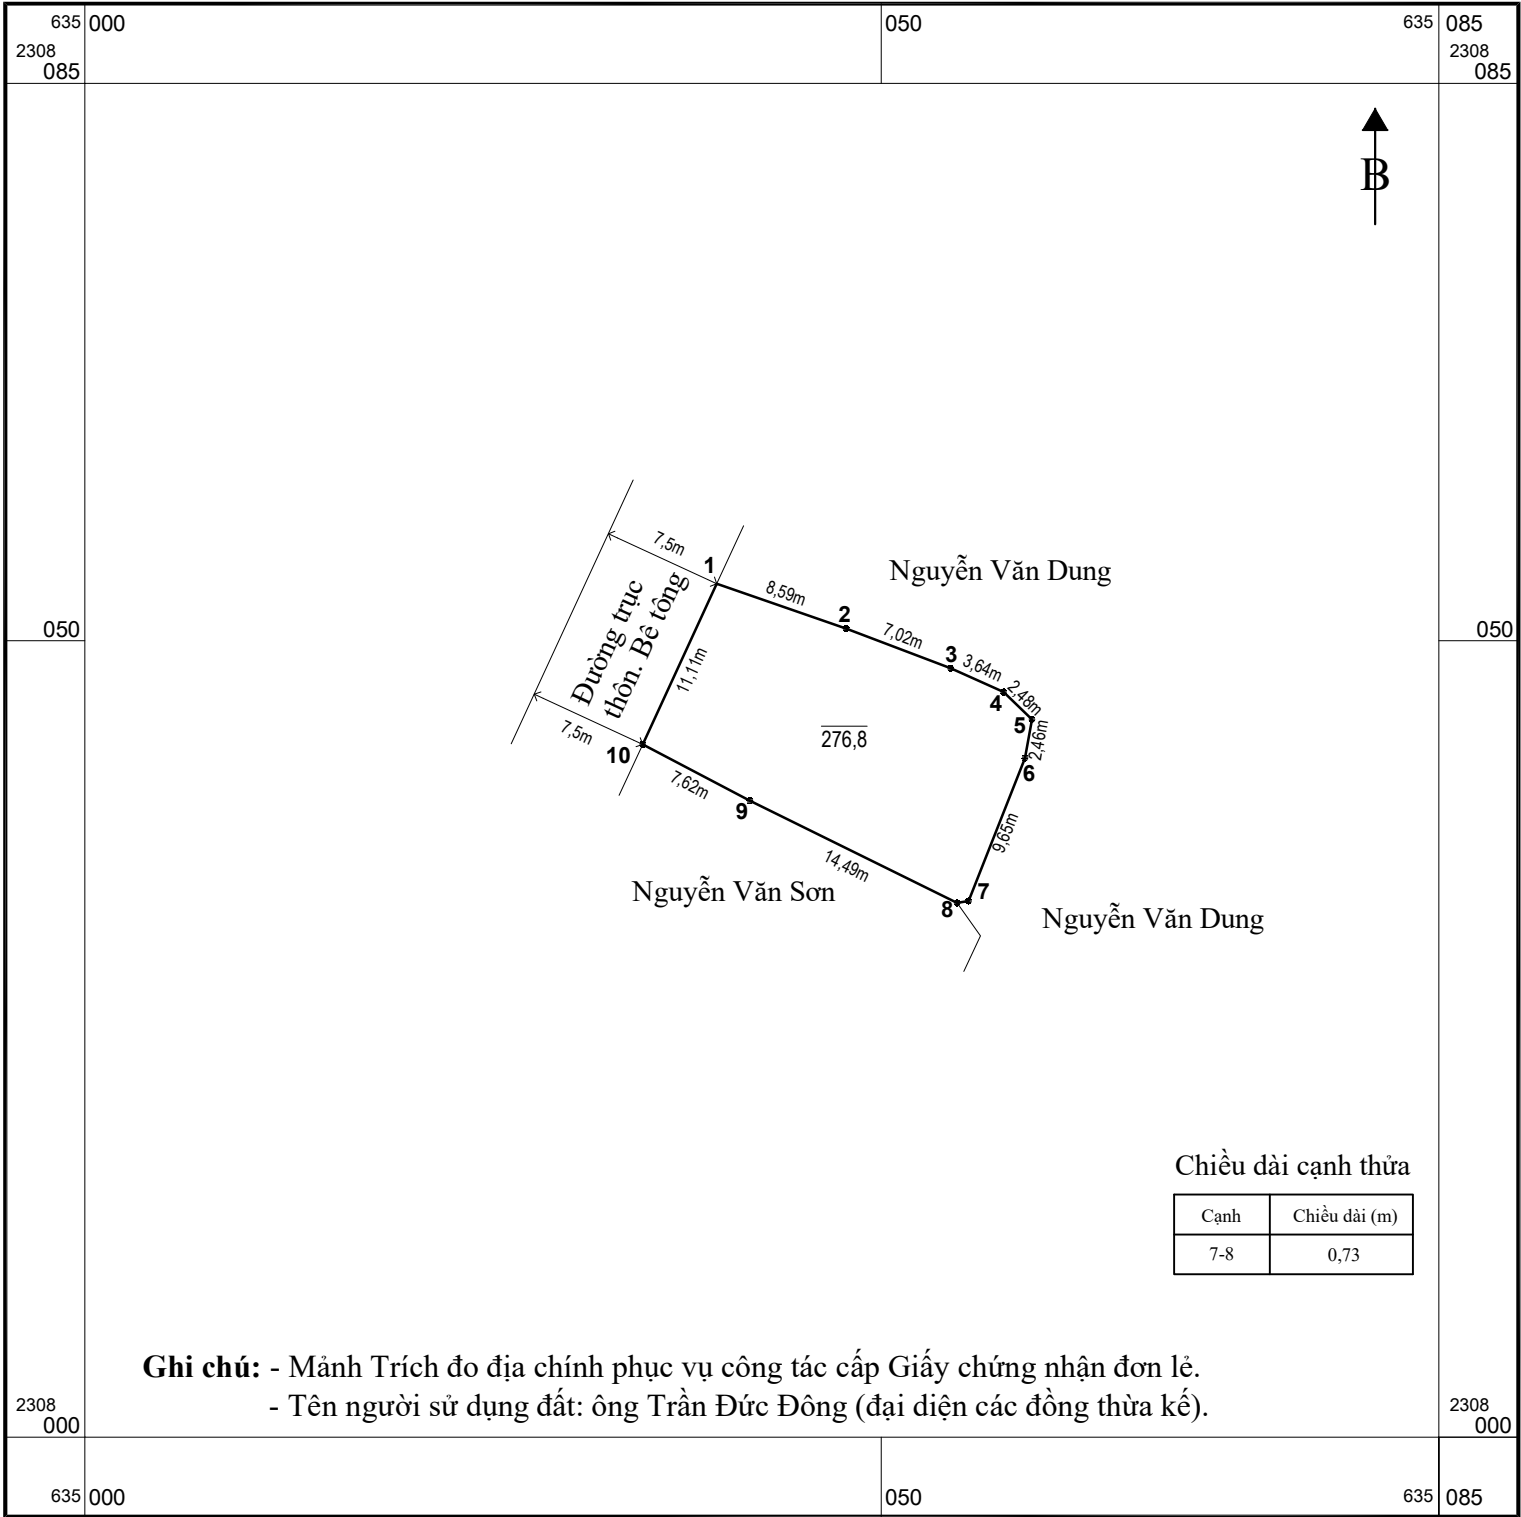 635 000 050 635 085
2308 2308
085 085
B
7,5m
1
Nguyễn Văn Dung
8,59m
Đường trục
thôn. Bê tông
2
050 050
7,02m
3
3,64m
11,11m
4
2,48m
5
276,8
2,46m
7,5m
10
6
7,62m
9
9,65m
14,49m
Nguyễn Văn Sơn
7
8
Nguyễn Văn Dung
Chiều dài cạnh thửa
Cạnh Chiều dài (m)
7-8 0,73
Ghi chú: - Mảnh Trích đo địa chính phục vụ công tác cấp Giấy chứng nhận đơn lẻ.
- Tên người sử dụng đất: ông Trần Đức Đông (đại diện các đồng thừa kế).
2308 2308
000 000
635 000 050 635 085